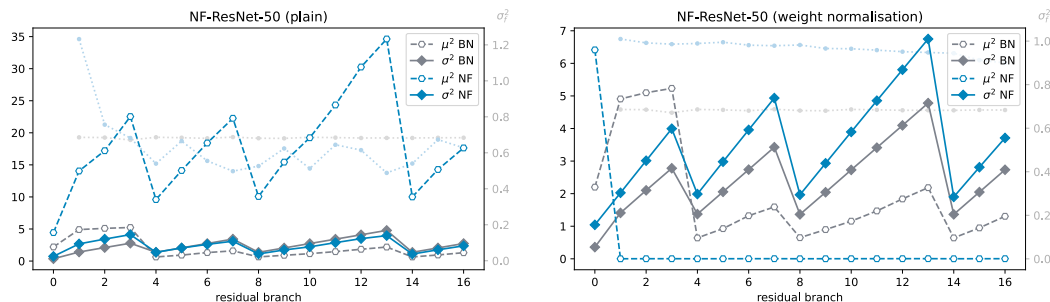 NF-ResNet-50 (plain)
σ_f^2
35
30
25
20
15
10
5
0
1.2
1.0
0.8
0.6
0.4
0.2
0.0
μ² BN
σ² BN
μ² NF
σ² NF
0 2 4 6 8 10 12 14 16
residual branch
NF-ResNet-50 (weight normalisation)
σ_f^2
7
6
5
4
3
2
1
0
1.0
0.8
0.6
0.4
0.2
0.0
μ² BN
σ² BN
μ² NF
σ² NF
0 2 4 6 8 10 12 14 16
residual branch